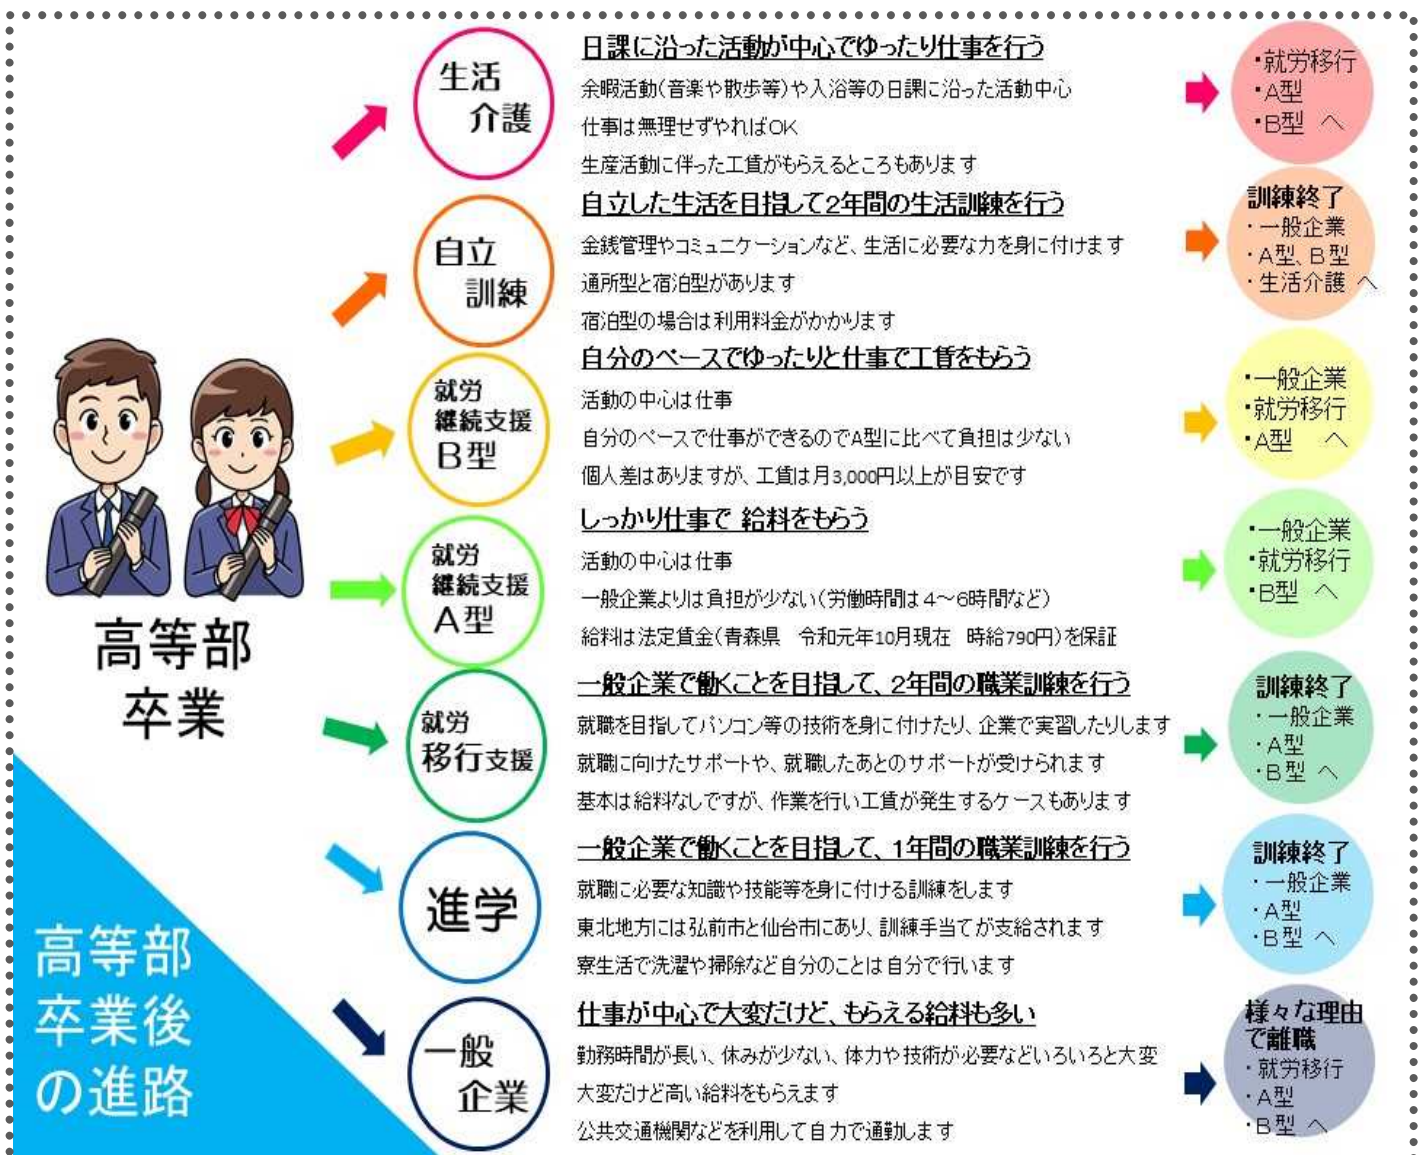 高等部
卒業
高等部
卒業後
の進路
生活
介護
日課に沿った活動が中心でゆったり仕事を行う
余暇活動(音楽や散歩等)や入浴等の日課に沿った活動中心
仕事は無理せずやればOK
生産活動に伴った工賃がもらえるところもあります
・就労移行
・A型
・B型 へ
自立
訓練
自立した生活を目指して2年間の生活訓練を行う
金銭管理やコミュニケーションなど、生活に必要な力を身に付けます
通所型と宿泊型があります
宿泊型の場合は利用料金がかかります
訓練終了
・一般企業
・A型、B型
・生活介護 へ
就労
継続支援
B型
自分のペースでゆったりと仕事で工賃をもらう
活動の中心は仕事
自分のペースで仕事ができるのでA型に比べて負担は少ない
個人差はありますが、工賃は月3,000円以上が目安です
・一般企業
・就労移行
・A型 へ
就労
継続支援
A型
しっかり仕事で 給料をもらう
活動の中心は仕事
一般企業よりは負担が少ない(労働時間は4～6時間など)
給料は法定賃金(青森県 令和元年10月現在 時給790円)を保証
・一般企業
・就労移行
・B型 へ
就労
移行支援
一般企業で働くことを目指して、2年間の職業訓練を行う
就職を目指してパソコン等の技術を身に付けたり、企業で実習したりします
就職に向けたサポートや、就職したあとのサポートが受けられます
基本は給料なしですが、作業を行い工賃が発生するケースもあります
訓練終了
・一般企業
・A型
・B型 へ
進学
一般企業で働くことを目指して、1年間の職業訓練を行う
就職に必要な知識や技能等を身に付ける訓練をします
東北地方には弘前市と仙台市にあり、訓練手当てが支給されます
寮生活で洗濯や掃除など自分のことは自分で行います
訓練終了
・一般企業
・A型
・B型 へ
一般
企業
仕事が中心で大変だけど、もらえる給料も多い
勤務時間が長い、休みが少ない、体力や技術が必要などいろいろと大変
大変だけど高い給料をもらえます
公共交通機関などを利用して自力で通勤します
様々な理由
で離職
・就労移行
・A型
・B型 へ